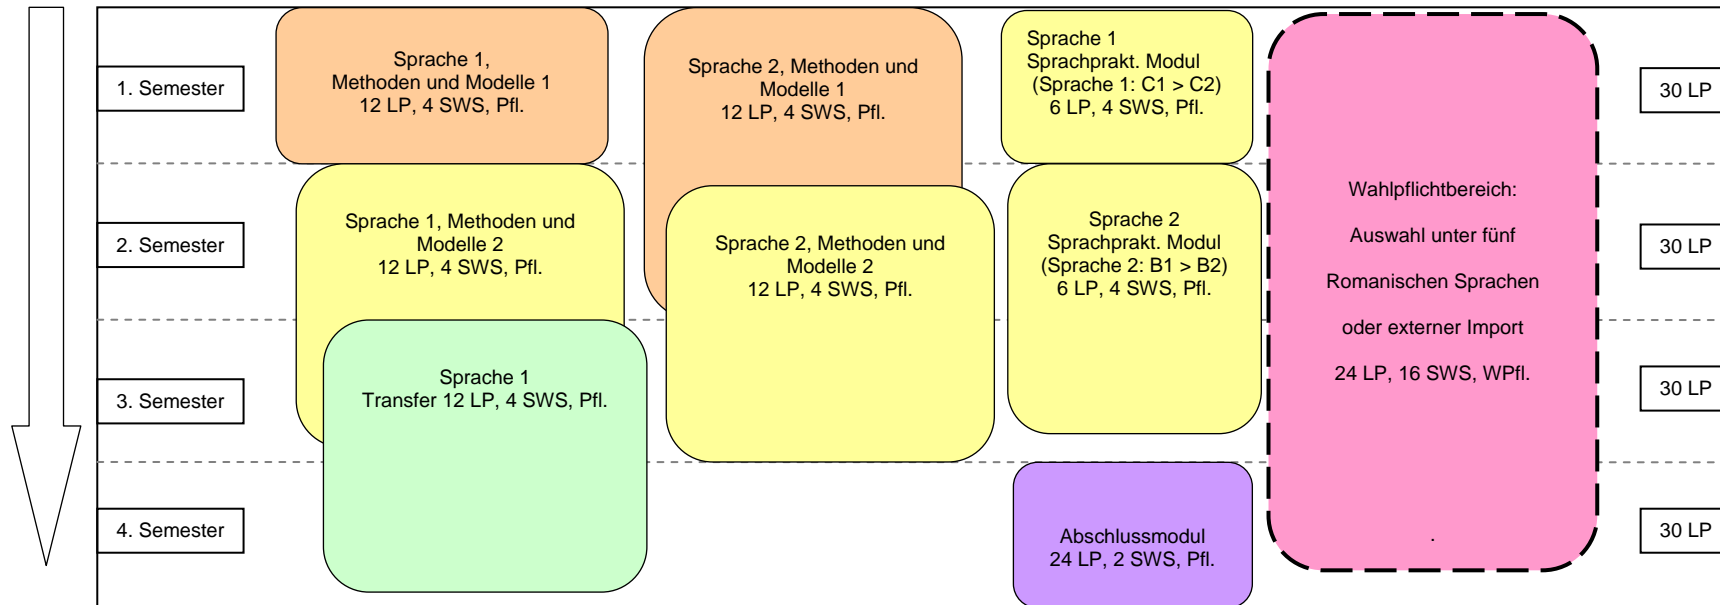 1. Semester
Sprache 1,
Methoden und Modelle 1
12 LP, 4 SWS, Pfl.
Sprache 2, Methoden und
Modelle 1
12 LP, 4 SWS, Pfl.
Sprache 1
Sprachprakt. Modul
(Sprache 1: C1 > C2)
6 LP, 4 SWS, Pfl.
30 LP
2. Semester
Sprache 1, Methoden und
Modelle 2
12 LP, 4 SWS, Pfl.
Sprache 2, Methoden und
Modelle 2
12 LP, 4 SWS, Pfl.
Sprache 2
Sprachprakt. Modul
(Sprache 2: B1 > B2)
6 LP, 4 SWS, Pfl.
Wahlpflichtbereich:
Auswahl unter fünf
Romanischen Sprachen
oder externer Import
24 LP, 16 SWS, WPfl.
.
30 LP
3. Semester
Sprache 1
Transfer 12 LP, 4 SWS, Pfl.
30 LP
4. Semester
Abschlussmodul
24 LP, 2 SWS, Pfl.
30 LP